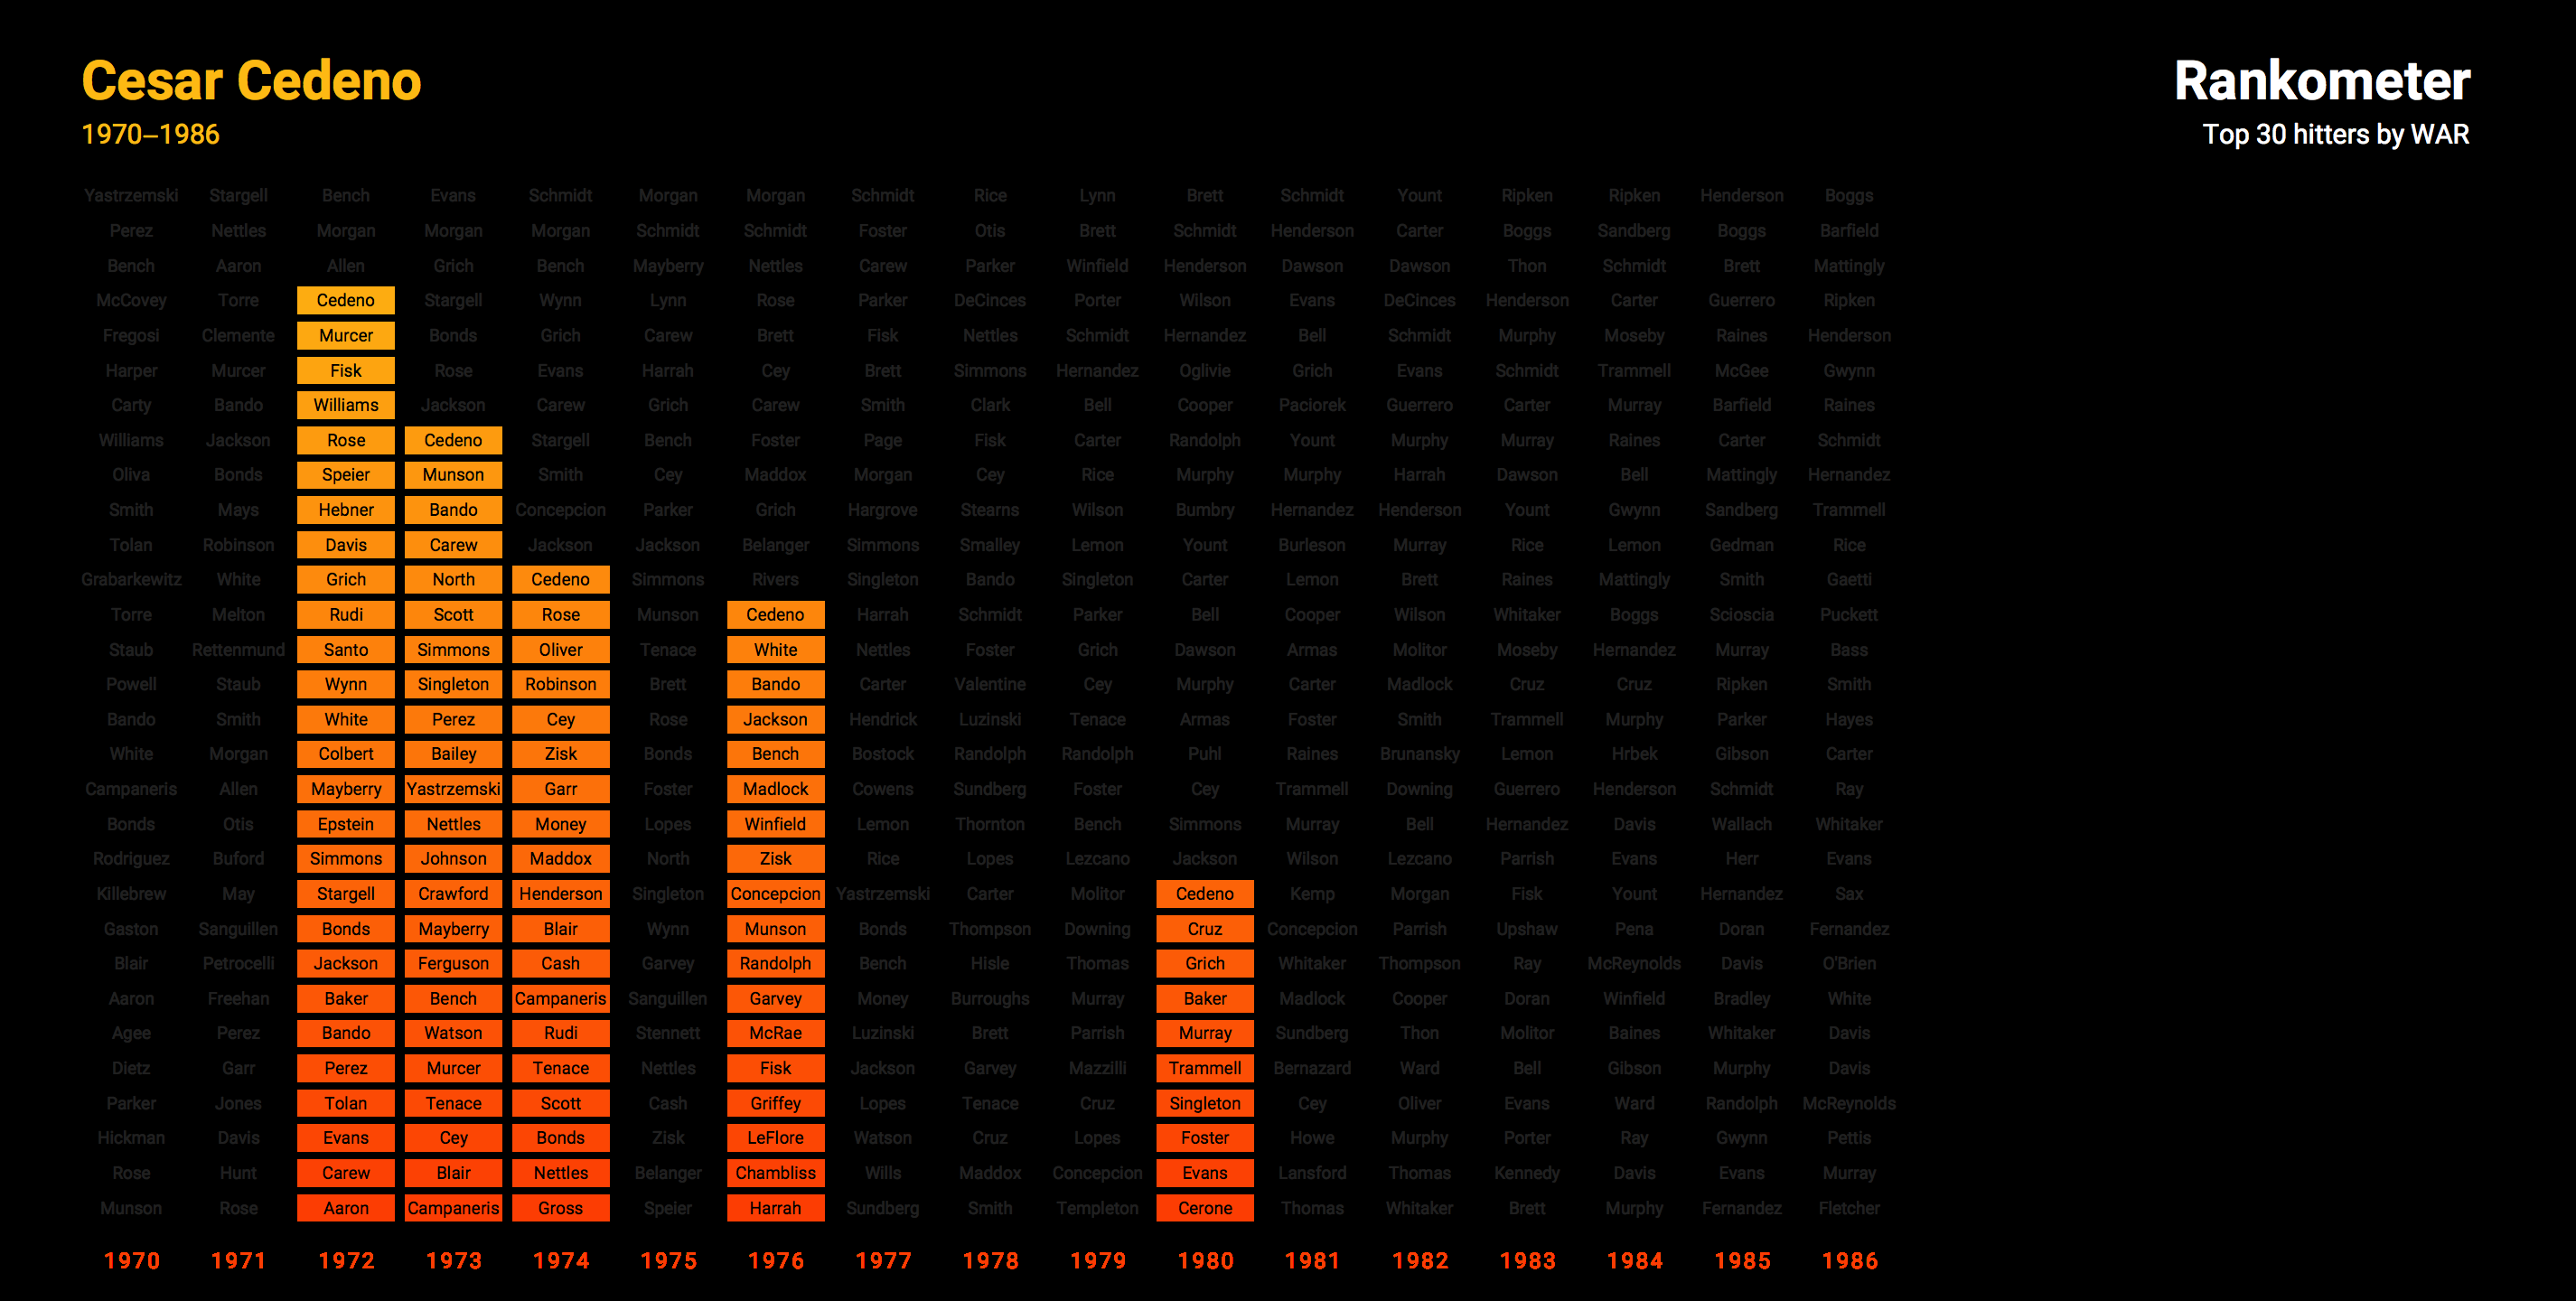 Cesar Cedeno
Rankometer
1970–1986
Top 30 hitters by WAR
Yastrzemski Stargell Bench Evans Schmidt Morgan Morgan Schmidt Rice Lynn Brett Schmidt Yount Ripken Ripken Henderson Boggs
Perez Nettles Morgan Morgan Morgan Schmidt Schmidt Foster Otis Brett Schmidt Henderson Carter Boggs Sandberg Boggs Barfield
Bench Aaron Allen Grich Bench Mayberry Nettles Carew Parker Winfield Henderson Dawson Dawson Thon Schmidt Brett Mattingly
McCovey Torre Cedeno Stargell Wynn Lynn Rose Parker DeCinces Porter Wilson Evans DeCinces Henderson Carter Guerrero Ripken
Fregosi Clemente Murcer Bonds Grich Carew Brett Fisk Nettles Schmidt Hernandez Bell Schmidt Murphy Moseby Raines Henderson
Harper Murcer Fisk Rose Evans Harrah Cey Brett Simmons Hernandez Oglivie Grich Evans Schmidt Trammell McGee Gwynn
Carty Bando Williams Jackson Carew Grich Carew Smith Clark Bell Cooper Paciorek Guerrero Carter Murray Barfield Raines
Williams Jackson Rose Cedeno Stargell Bench Foster Page Fisk Carter Randolph Yount Murphy Murray Raines Carter Schmidt
Oliva Bonds Speier Munson Smith Cey Maddox Morgan Cey Rice Murphy Murphy Harrah Dawson Bell Mattingly Hernandez
Smith Mays Hebner Bando Concepcion Parker Grich Hargrove Stearns Wilson Bumbry Hernandez Henderson Yount Gwynn Sandberg Trammell
Tolan Robinson Davis Carew Jackson Jackson Belanger Simmons Smalley Lemon Yount Burleson Murray Rice Lemon Gedman Rice
Grabarkewitz White Grich North Cedeno Simmons Rivers Singleton Bando Singleton Carter Lemon Brett Raines Mattingly Smith Gaetti
Torre Melton Rudi Scott Rose Munson Cedeno Harrah Schmidt Parker Bell Cooper Wilson Whitaker Boggs Scioscia Puckett
Staub Rettenmund Santo Simmons Oliver Tenace White Nettles Foster Grich Dawson Armas Molitor Moseby Hernandez Murray Bass
Powell Staub Wynn Singleton Robinson Brett Bando Carter Valentine Cey Murphy Carter Madlock Cruz Cruz Ripken Smith
Bando Smith White Perez Cey Rose Jackson Hendrick Luzinski Tenace Armas Foster Smith Trammell Murphy Parker Hayes
White Morgan Colbert Bailey Zisk Bonds Bench Bostock Randolph Randolph Puhl Raines Brunansky Lemon Hrbek Gibson Carter
Campaneris Allen Mayberry Yastrzemski Garr Foster Madlock Cowens Sundberg Foster Cey Trammell Downing Guerrero Henderson Schmidt Ray
Bonds Otis Epstein Nettles Money Lopes Winfield Lemon Thornton Bench Simmons Murray Bell Hernandez Davis Wallach Whitaker
Rodriguez Buford Simmons Johnson Maddox North Zisk Rice Lopes Lezcano Jackson Wilson Lezcano Parrish Evans Herr Evans
Killebrew May Stargell Crawford Henderson Singleton Concepcion Yastrzemski Carter Molitor Cedeno Kemp Morgan Fisk Yount Hernandez Sax
Gaston Sanguillen Bonds Mayberry Blair Wynn Munson Bonds Thompson Downing Cruz Concepcion Parrish Upshaw Pena Doran Fernandez
Blair Petrocelli Jackson Ferguson Cash Garvey Randolph Bench Hisle Thomas Grich Whitaker Thompson Ray McReynolds Davis O'Brien
Aaron Freehan Baker Bench Campaneris Sanguillen Garvey Money Burroughs Murray Baker Madlock Cooper Doran Winfield Bradley White
Agee Perez Bando Watson Rudi Stennett McRae Luzinski Brett Parrish Murray Sundberg Thon Molitor Baines Whitaker Davis
Dietz Garr Perez Murcer Tenace Nettles Fisk Jackson Garvey Mazzilli Trammell Bernazard Ward Bell Gibson Murphy Davis
Parker Jones Tolan Tenace Scott Cash Griffey Lopes Tenace Cruz Singleton Cey Oliver Evans Ward Randolph McReynolds
Hickman Davis Evans Cey Bonds Zisk LeFlore Watson Cruz Lopes Foster Howe Murphy Porter Ray Gwynn Pettis
Rose Hunt Carew Blair Nettles Belanger Chambliss Wills Maddox Concepcion Evans Lansford Thomas Kennedy Davis Evans Murray
Munson Rose Aaron Campaneris Gross Speier Harrah Sundberg Smith Templeton Cerone Thomas Whitaker Brett Murphy Fernandez Fletcher
1970 1971 1972 1973 1974 1975 1976 1977 1978 1979 1980 1981 1982 1983 1984 1985 1986